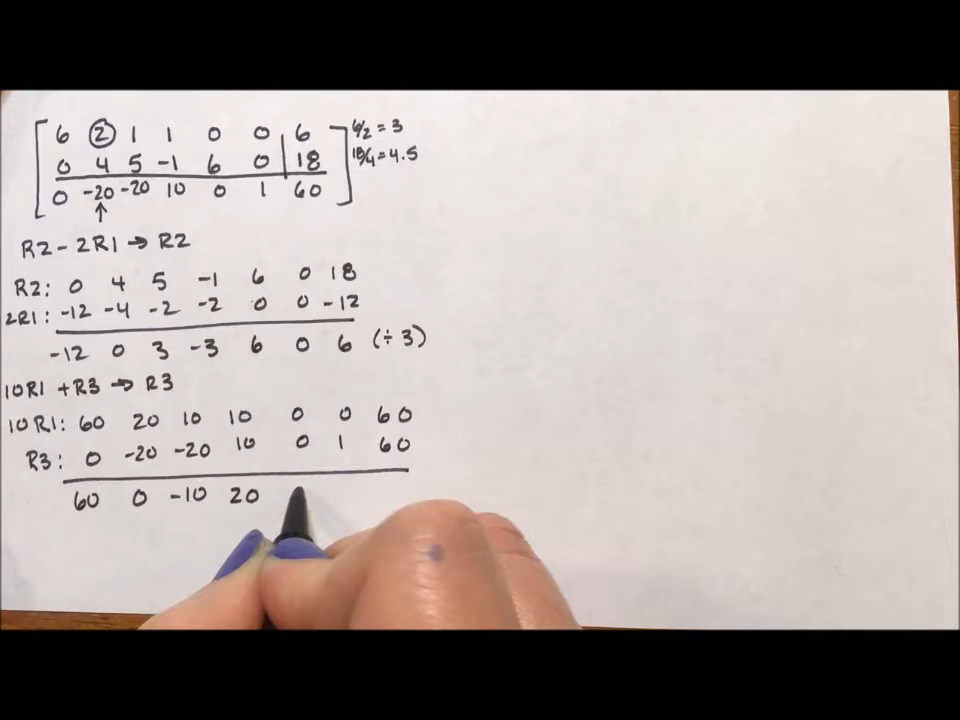 6 2 1 1 0 0 6 6/2 = 3
0 4 5 -1 6 0 18 18/4 = 4.5
0 -20 -20 10 0 1 60
↑
R2 - 2R1 → R2
R2: 0 4 5 -1 6 0 18
2R1: -12 -4 -2 -2 0 0 -12
-12 0 3 -3 6 0 6 (÷ 3)
10R1 + R3 → R3
10R1: 60 20 10 10 0 0 60
R3: 0 -20 -20 10 0 1 60
60 0 -10 20